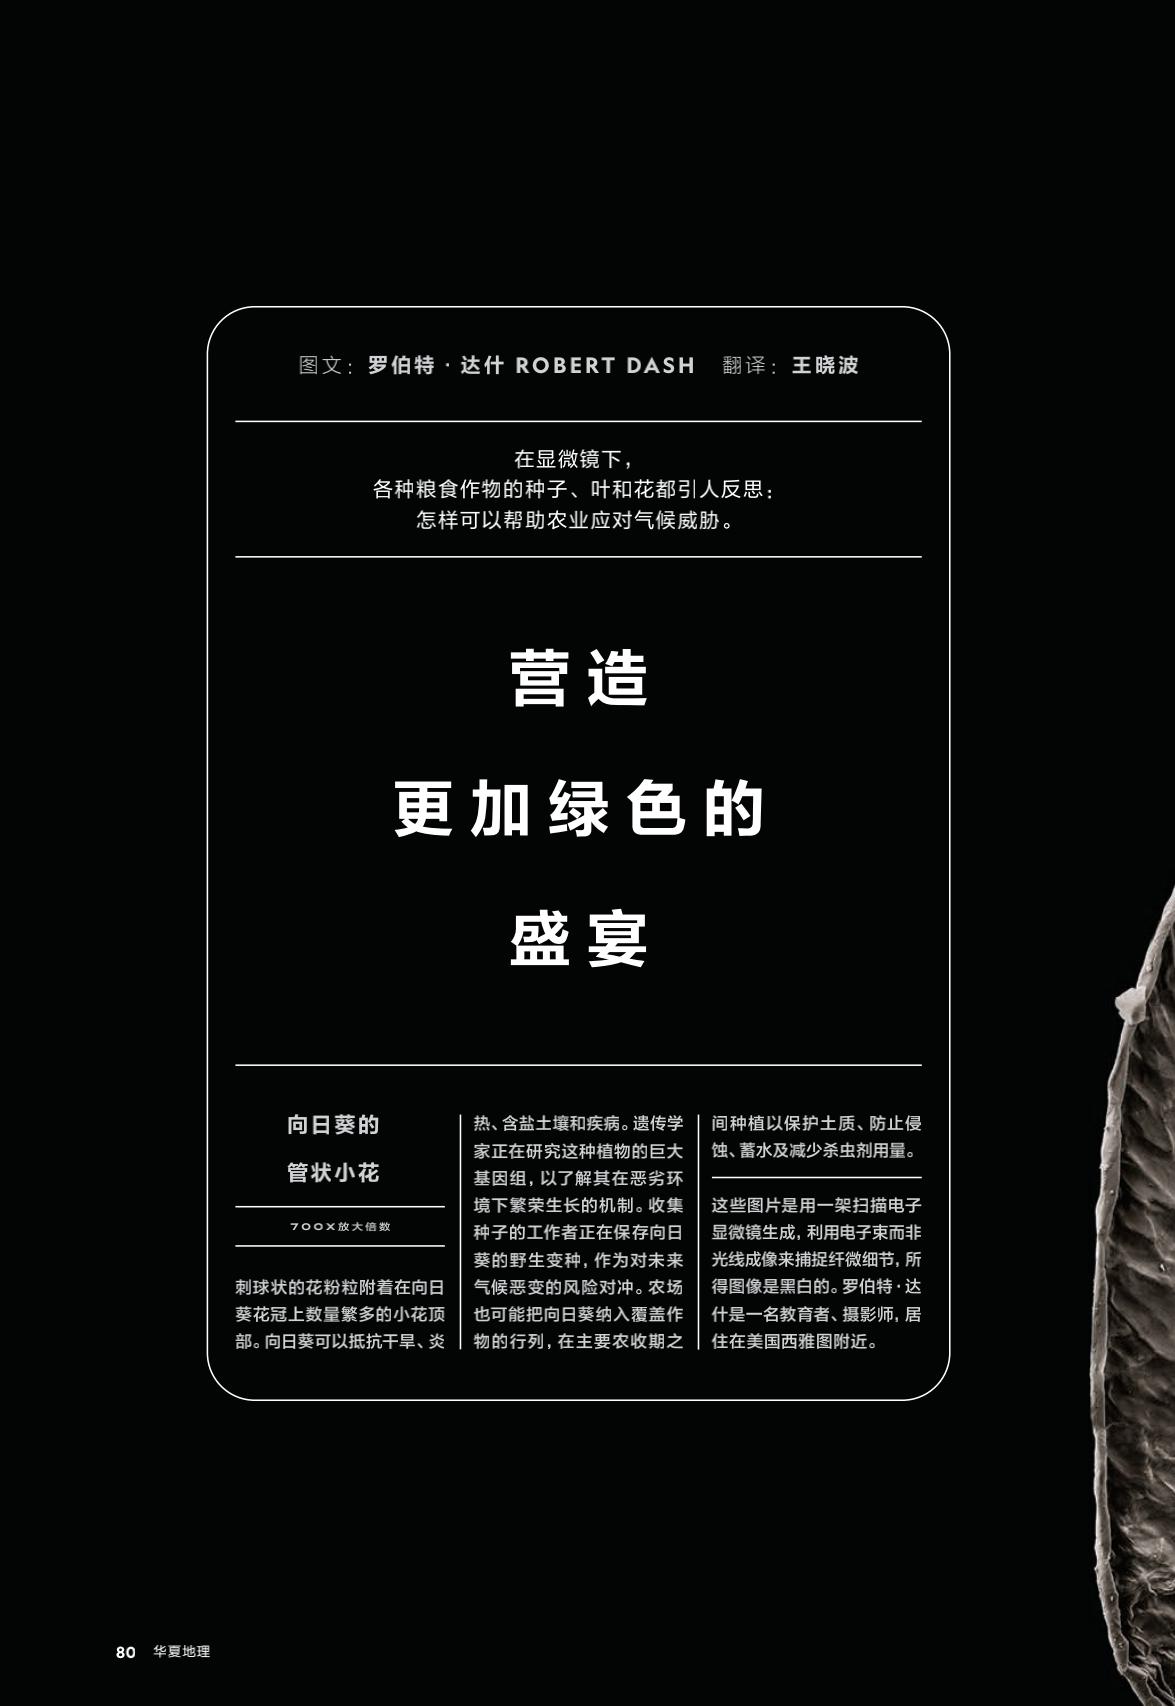 图文：罗伯特·达什 ROBERT DASH 翻译：王晓波
在显微镜下，
各种粮食作物的种子、叶和花都引人反思：
怎样可以帮助农业应对气候威胁。
营造
更加绿色的
盛宴
向日葵的
管状小花
700X放大倍数
刺球状的花粉粒附着在向日
葵花冠上数量繁多的小花顶
部。向日葵可以抵抗干旱、炎
热、含盐土壤和疾病。遗传学
家正在研究这种植物的巨大
基因组，以了解其在恶劣环
境下繁荣生长的机制。收集
种子的工作者正在保存向日
葵的野生变种，作为对未来
气候恶变的风险对冲。农场
也可能把向日葵纳入覆盖作
物的行列，在主要农收期之
间种植以保护土质、防止侵
蚀、蓄水及减少杀虫剂用量。
这些图片是用一架扫描电子
显微镜生成，利用电子束而非
光线成像来捕捉纤微细节，所
得图像是黑白的。罗伯特·达
什是一名教育者、摄影师，居
住在美国西雅图附近。
80 华夏地理